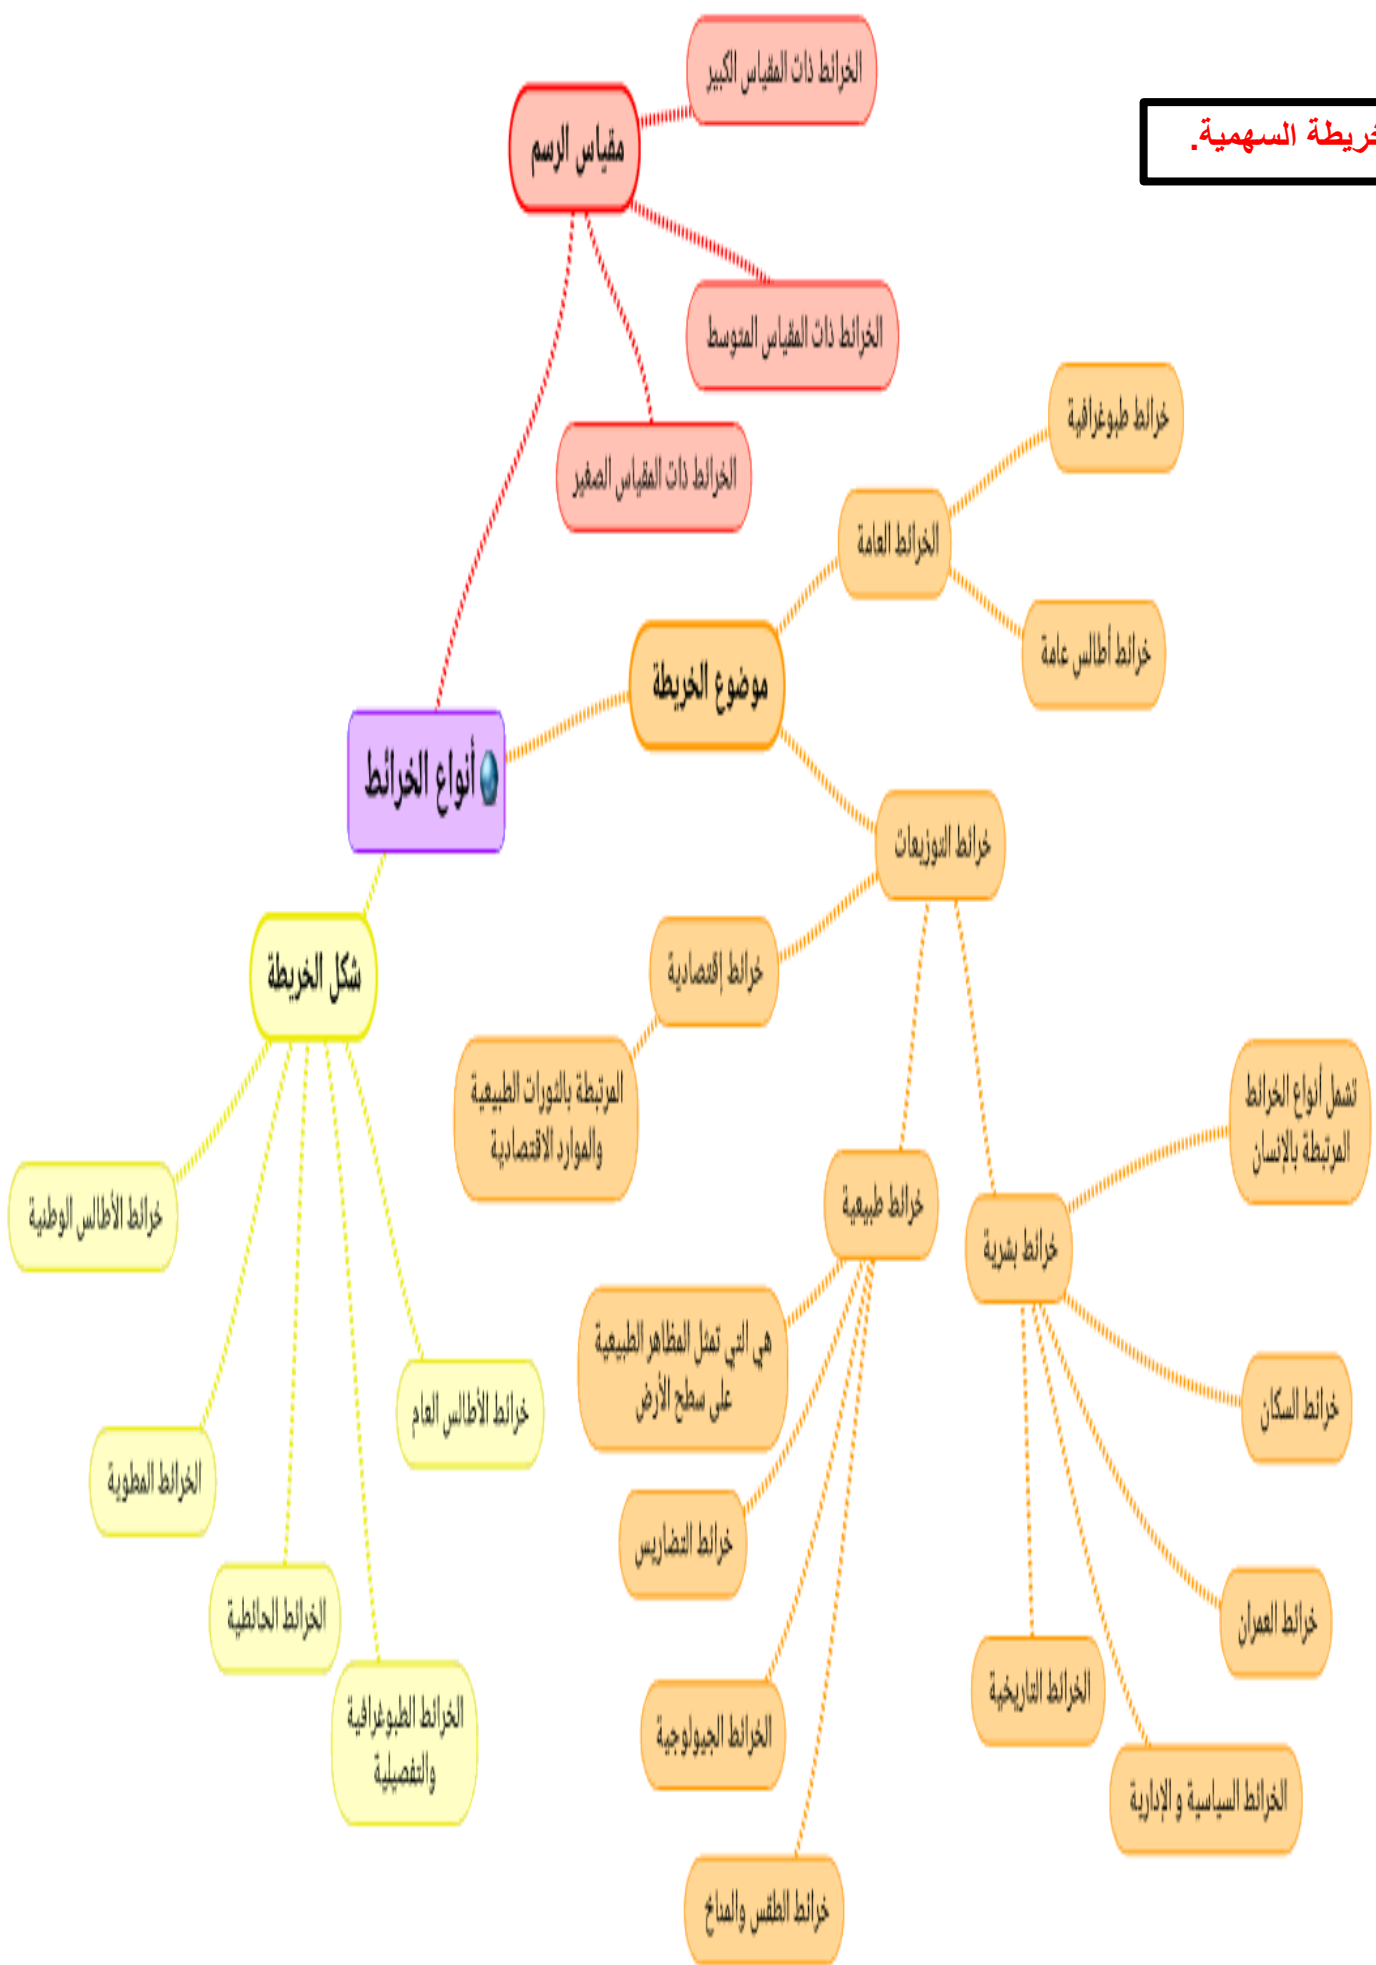 الخرائط ذات المقياس الكبير
السهمية.
مقياس الرسم
الخرائط ذات المقياس المتوسط
الخرائط ذات المقياس الصغير
خرائط طبوغرافية
الخرائط العامة
خرائط أطالس عامة
موضوع الخريطة
أنواع الخرائط
خرائط التوزيعات
شكل الخريطة
خرائط إقتصادية
المرتبطة بالثورات الطبيعية
والموارد الاقتصادية
تشمل أنواع الخرائط
المرتبطة بالإنسان
خرائط طبيعية
خرائط بشرية
خرائط الأطالس الوطنية
هي التي تمثل المظاهر الطبيعية
على سطح الأرض
خرائط السكان
خرائط الأطالس العام
الخرائط المطوية
خرائط التضاريس
خرائط العمران
الخرائط الحائطية
الخرائط التاريخية
الخرائط الطبوغرافية
والتفصيلية
الخرائط الجيولوجية
الخرائط السياسية و الإدارية
خرائط الطقس والمناخ